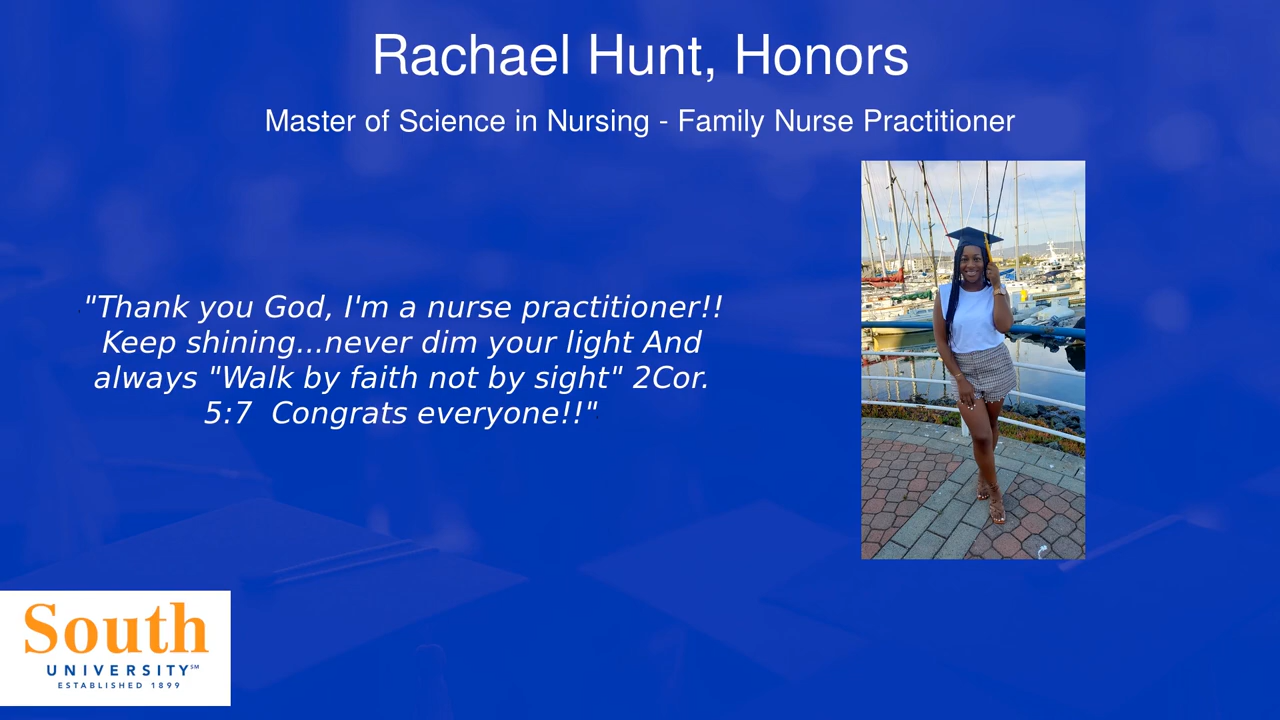 Rachael Hunt, Honors
Master of Science in Nursing - Family Nurse Practitioner
"Thank you God, I'm a nurse practitioner!!
Keep shining...never dim your light And
always "Walk by faith not by sight" 2Cor.
5:7  Congrats everyone!!"
South
UNIVERSITY℠
ESTABLISHED 1899